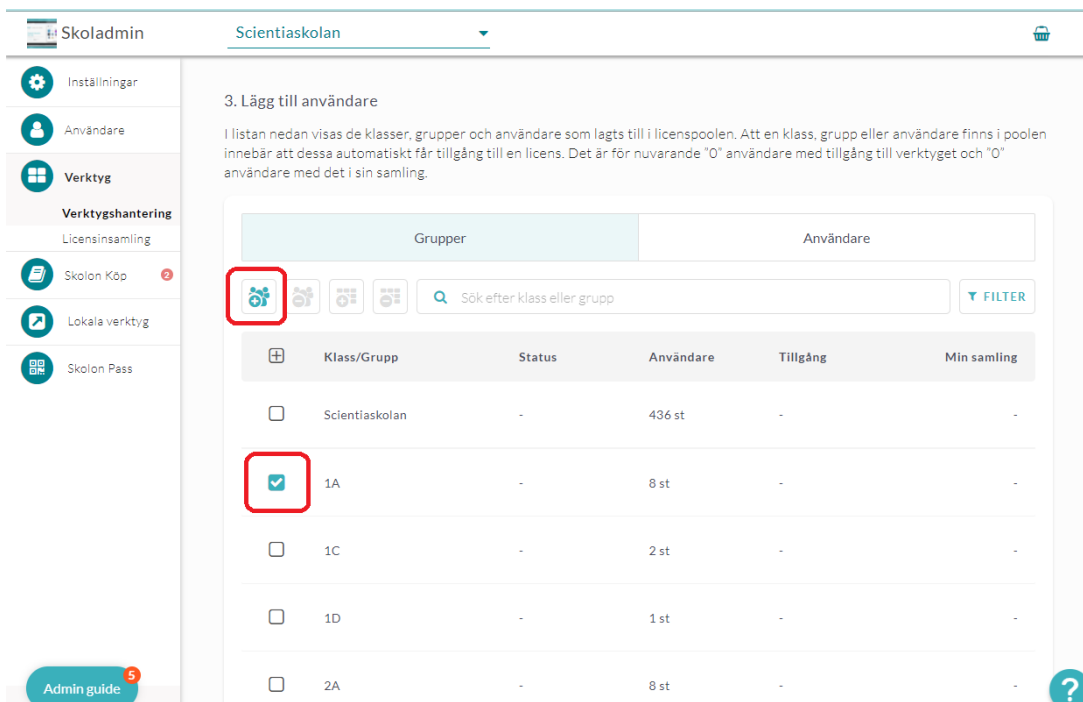 Skoladmin
Scientiaskolan
Inställningar
Användare
Verktyg
Verktygshantering
Licensinsamling
Skolon Köp 2
Lokala verktyg
Skolon Pass
Admin guide 5
3. Lägg till användare
I listan nedan visas de klasser, grupper och användare som lagts till i licenspoolen. Att en klass, grupp eller användare finns i poolen
innebär att dessa automatiskt får tillgång till en licens. Det är för nuvarande "0" användare med tillgång till verktyget och "0"
användare med det i sin samling.
Grupper Användare
Sök efter klass eller grupp FILTER
Klass/Grupp Status Användare Tillgång Min samling
Scientiaskolan - 436 st - -
1A - 8 st - -
1C - 2 st - -
1D - 1 st - -
2A - 8 st - -
?